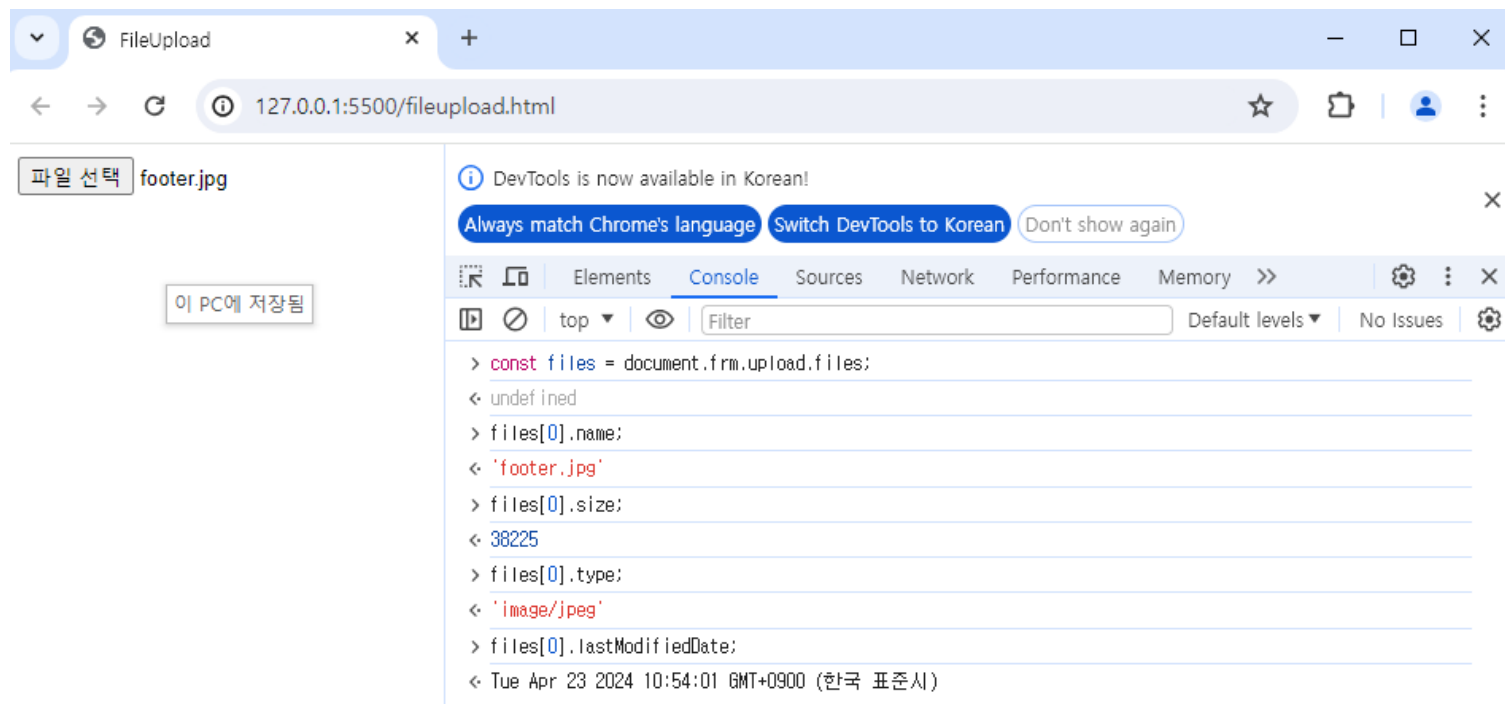 FileUpload
127.0.0.1:5500/fileupload.html
파일 선택 footer.jpg
이 PC에 저장됨
DevTools is now available in Korean!
Always match Chrome's language Switch DevTools to Korean Don't show again
Elements Console Sources Network Performance Memory
top Filter Default levels No Issues
> const files = document.frm.upload.files;
undefined
> files[0].name;
'footer.jpg'
> files[0].size;
38225
> files[0].type;
'image/jpeg'
> files[0].lastModifiedDate;
Tue Apr 23 2024 10:54:01 GMT+0900 (한국 표준시)